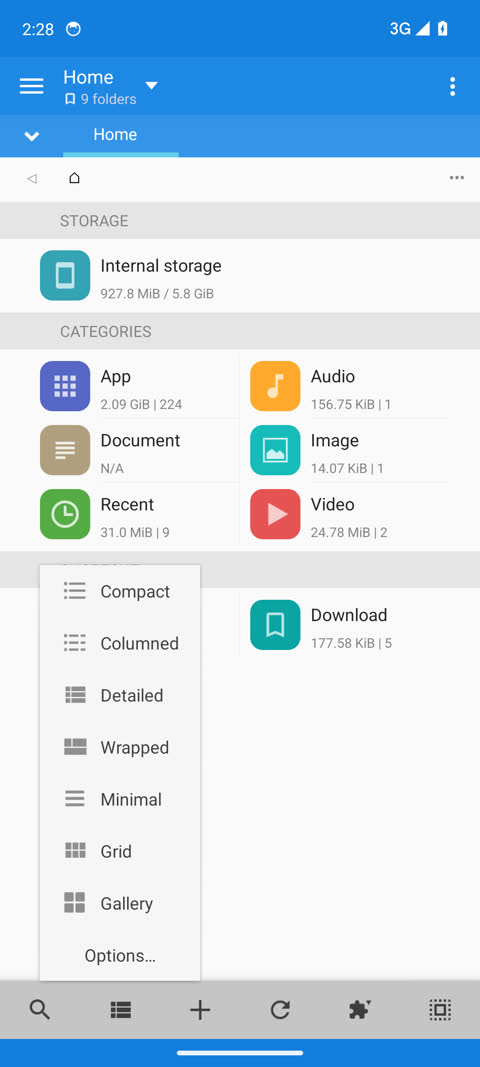 2:28
3G
Home
9 folders
Home
STORAGE
Internal storage
927.8 MiB / 5.8 GiB
CATEGORIES
App
2.09 GiB | 224
Audio
156.75 KiB | 1
Document
N/A
Image
14.07 KiB | 1
Recent
31.0 MiB | 9
Video
24.78 MiB | 2
Download
177.58 KiB | 5
Compact
Columned
Detailed
Wrapped
Minimal
Grid
Gallery
Options...